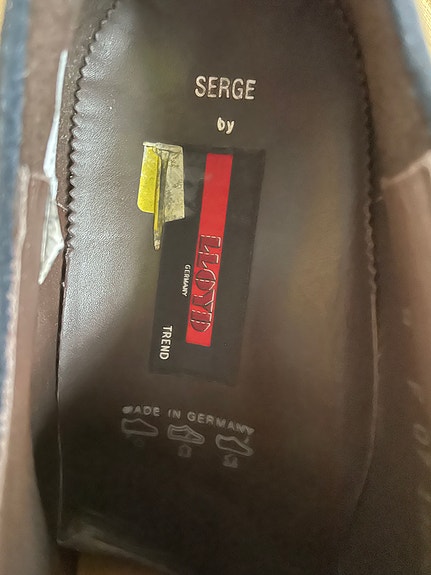 SERGE
by
LLOYD
GERMANY
TREND
MADE IN GERMANY